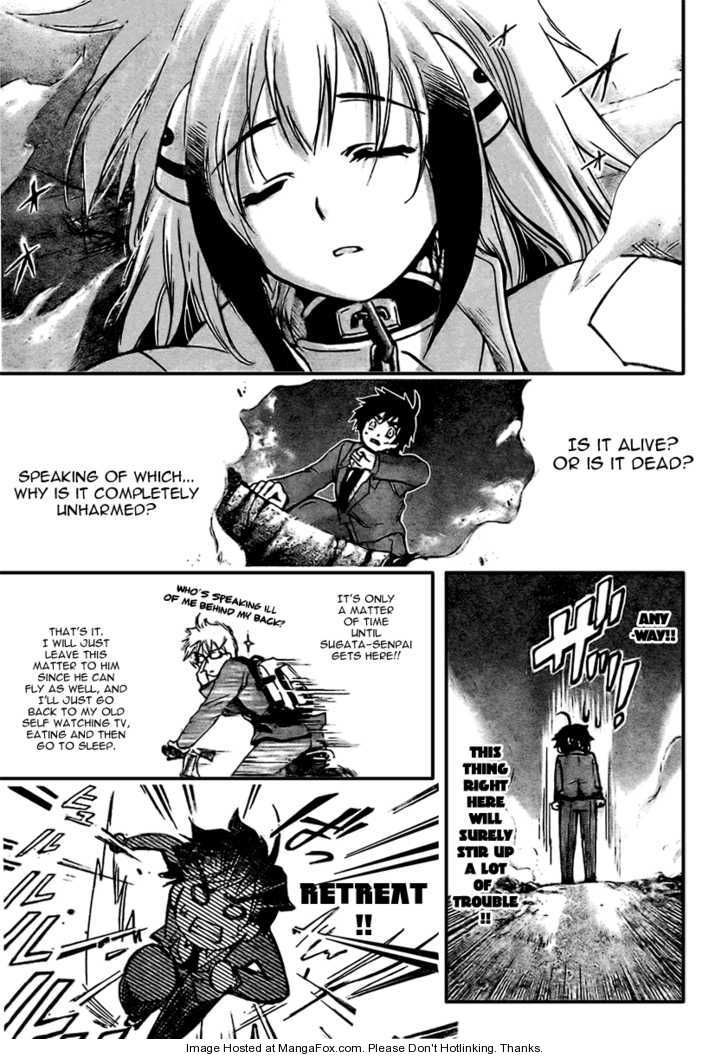 IS IT ALIVE?
OR IS IT DEAD?
SPEAKING OF WHICH...
WHY IS IT COMPLETELY
UNHARMED?
ANY
-WAY!!
ザッ!
THIS
THING
RIGHT
HERE
WILL
SURELY
STIR UP
A LOT
OF
TROUBLE
!!
IT'S ONLY
A MATTER
OF TIME
UNTIL
SUGATA-SENPAI
GETS HERE!!
WHO'S SPEAKING ILL
OF ME BEHIND MY BACK?
THAT'S IT.
I WILL JUST
LEAVE THIS
MATTER TO HIM
SINCE HE CAN
FLY AS WELL, AND
I'LL JUST GO
BACK TO MY OLD
SELF WATCHING TV,
EATING AND THEN
GO TO SLEEP.
RETREAT
!!
Image Hosted at MangaFox.com. Please Don't Hotlinking. Thanks.